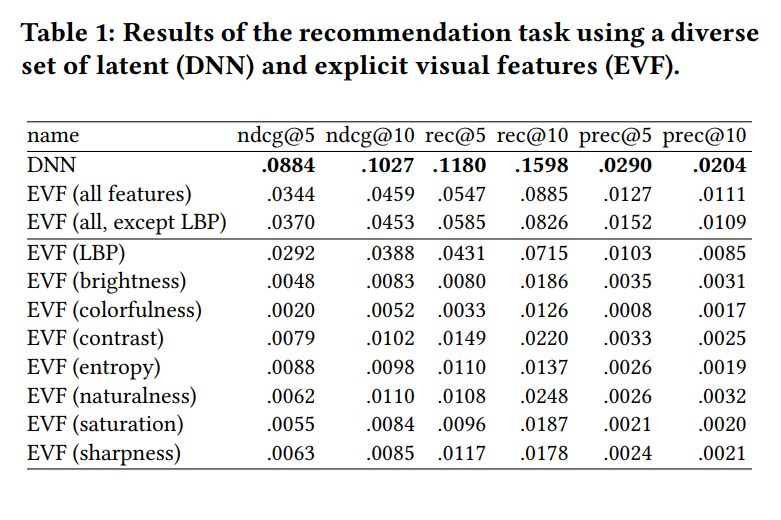 Table 1: Results of the recommendation task using a diverse
set of latent (DNN) and explicit visual features (EVF).
name ndcg@5 ndcg@10 rec@5 rec@10 prec@5 prec@10
DNN .0884 .1027 .1180 .1598 .0290 .0204
EVF (all features) .0344 .0459 .0547 .0885 .0127 .0111
EVF (all, except LBP) .0370 .0453 .0585 .0826 .0152 .0109
EVF (LBP) .0292 .0388 .0431 .0715 .0103 .0085
EVF (brightness) .0048 .0083 .0080 .0186 .0035 .0031
EVF (colorfulness) .0020 .0052 .0033 .0126 .0008 .0017
EVF (contrast) .0079 .0102 .0149 .0220 .0033 .0025
EVF (entropy) .0088 .0098 .0110 .0137 .0026 .0019
EVF (naturalness) .0062 .0110 .0108 .0248 .0026 .0032
EVF (saturation) .0055 .0084 .0096 .0187 .0021 .0020
EVF (sharpness) .0063 .0085 .0117 .0178 .0024 .0021